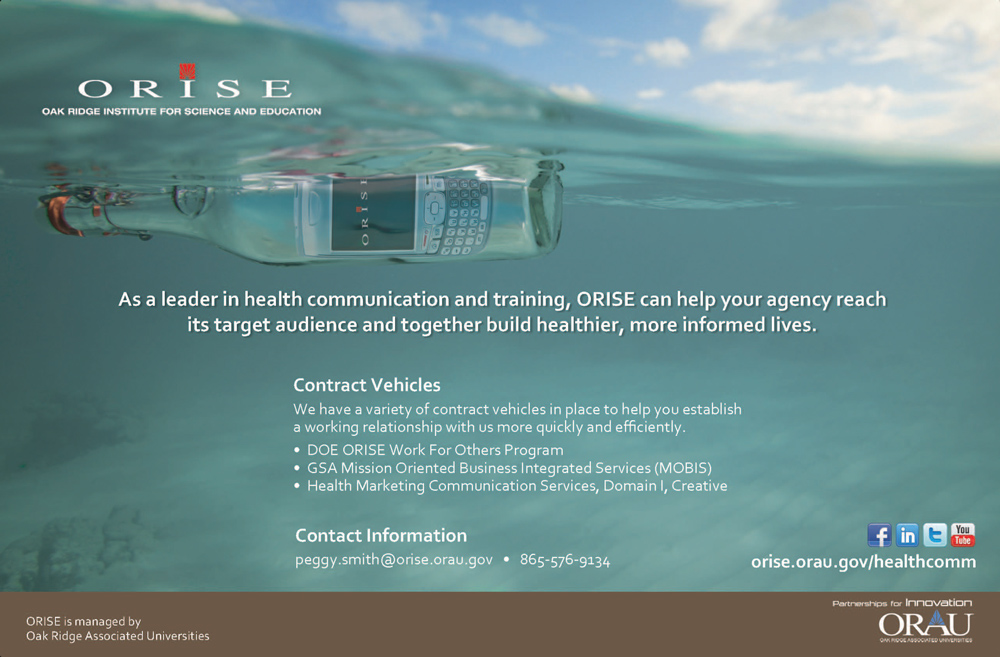 ORISE
OAK RIDGE INSTITUTE FOR SCIENCE AND EDUCATION
ORISE
As a leader in health communication and training, ORISE can help your agency reach
its target audience and together build healthier, more informed lives.
Contract Vehicles
We have a variety of contract vehicles in place to help you establish
a working relationship with us more quickly and efficiently.
• DOE ORISE Work For Others Program
• GSA Mission Oriented Business Integrated Services (MOBIS)
• Health Marketing Communication Services, Domain I, Creative
Contact Information
peggy.smith@orise.orau.gov • 865-576-9134
f in t You Tube
orise.orau.gov/healthcomm
ORISE is managed by
Oak Ridge Associated Universities
Partnerships for Innovation
ORAU
OAK RIDGE ASSOCIATED UNIVERSITIES